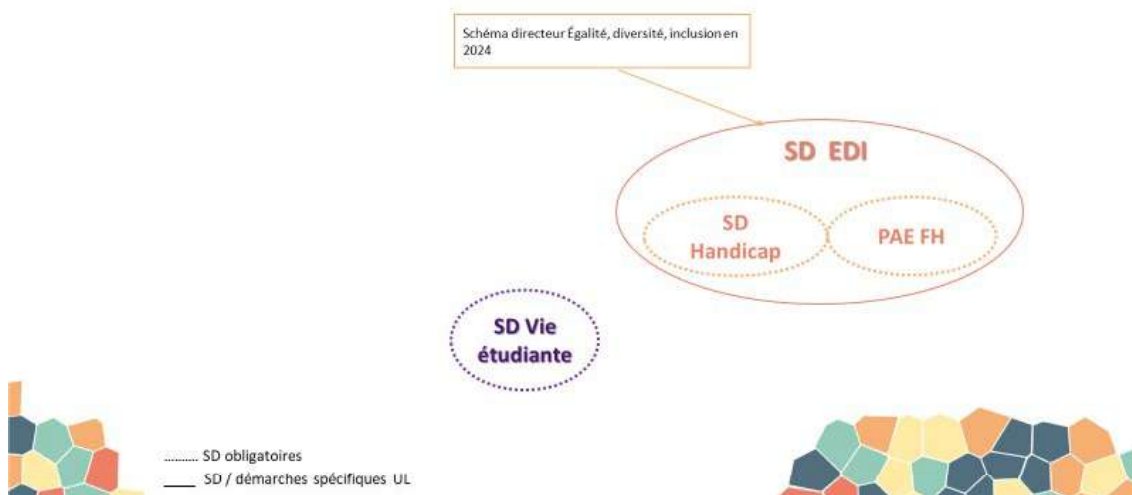 Schéma directeur Égalité, diversité, inclusion en
2024
SD EDI
SD
Handicap
PAE FH
SD Vie
étudiante
.......... SD obligatoires
____ SD / démarches spécifiques UL